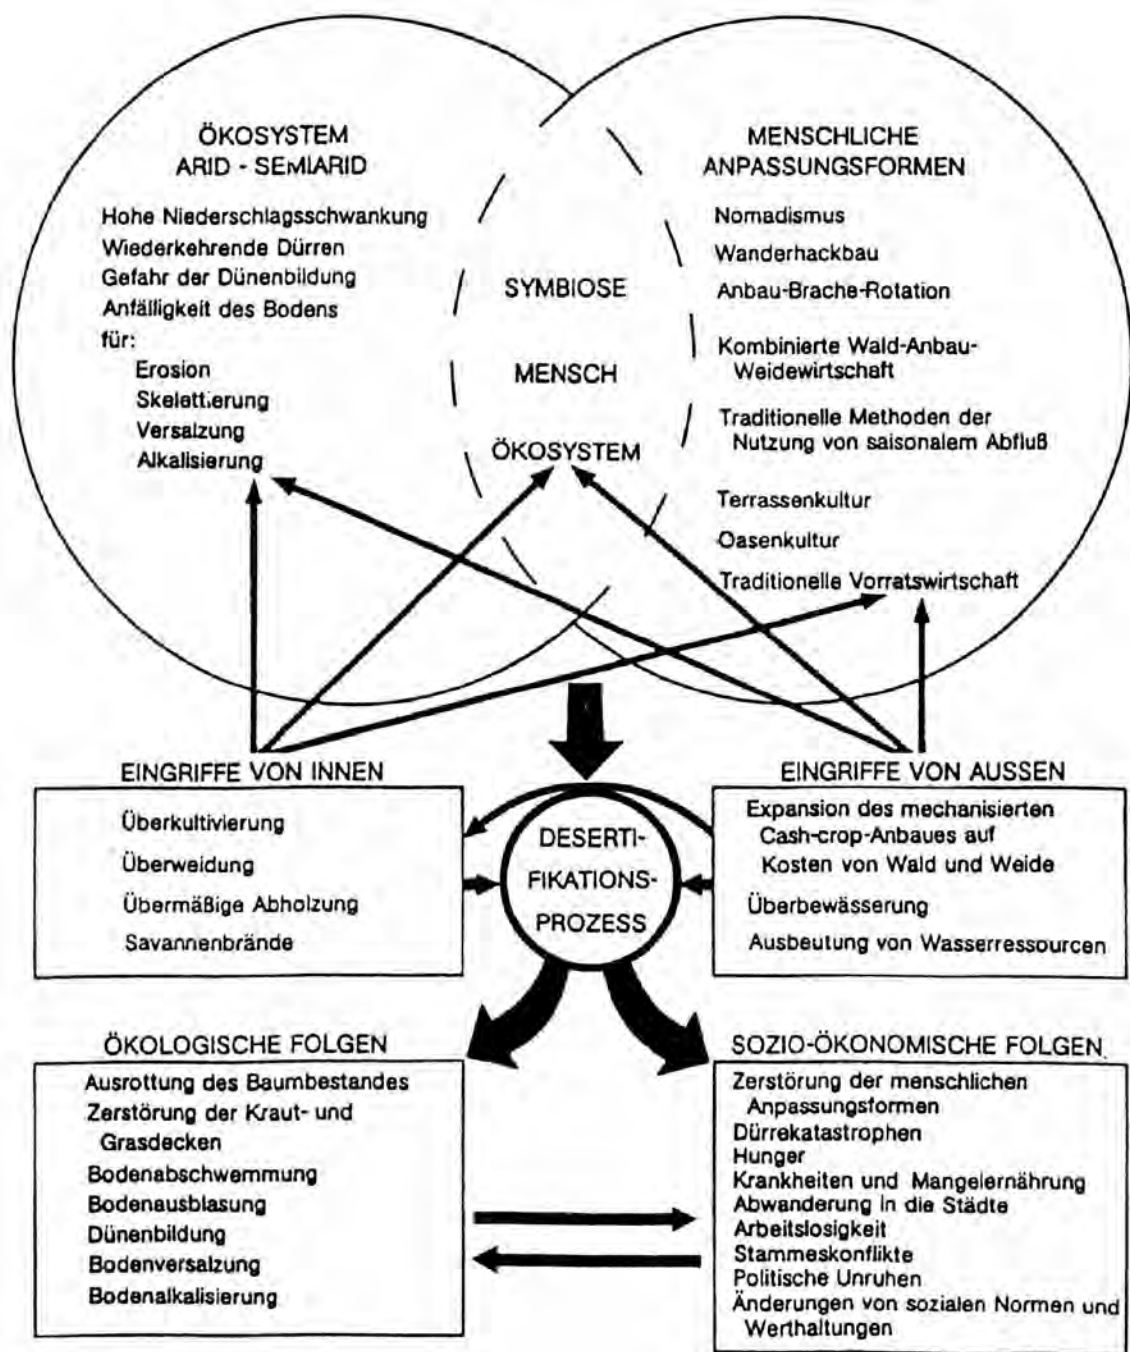 ÖKOSYSTEM
ARID - SEMIARID
Hohe Niederschlagsschwankung
Wiederkehrende Dürren
Gefahr der Dünenbildung
Anfälligkeit des Bodens
für:
Erosion
Skelettierung
Versalzung
Alkalisierung
SYMBIOSE
MENSCH
ÖKOSYSTEM
MENSCHLICHE
ANPASSUNGSFORMEN
Nomadismus
Wanderhackbau
Anbau-Brache-Rotation
Kombinierte Wald-Anbau-
Weidewirtschaft
Traditionelle Methoden der
Nutzung von saisonalem Abfluß
Terrassenkultur
Oasenkultur
Traditionelle Vorratswirtschaft
EINGRIFFE VON INNEN
Überkultivierung
Überweidung
Übermäßige Abholzung
Savannenbrände
DESERTI-
FIKATIONS-
PROZESS
EINGRIFFE VON AUSSEN
Expansion des mechanisierten
Cash-crop-Anbaues auf
Kosten von Wald und Weide
Überbewässerung
Ausbeutung von Wasserressourcen
ÖKOLOGISCHE FOLGEN
Ausrottung des Baumbestandes
Zerstörung der Kraut- und
Grasdecken
Bodenabschwemmung
Bodenausblasung
Dünenbildung
Bodenversalzung
Bodenalkalisierung
SOZIO-ÖKONOMISCHE FOLGEN
Zerstörung der menschlichen
Anpassungsformen
Dürrekatastrophen
Hunger
Krankheiten und Mangelernährung
Abwanderung in die Städte
Arbeitslosigkeit
Stammeskonflikte
Politische Unruhen
Änderungen von sozialen Normen und
Werthaltungen